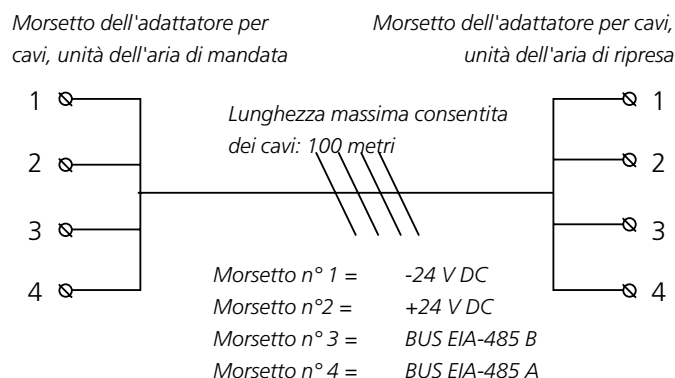 Morsetto dell'adattatore per
cavi, unità dell'aria di mandata
Morsetto dell'adattatore per cavi,
unità dell'aria di ripresa
1
2
3
4
Lunghezza massima consentita
dei cavi: 100 metri
1
2
3
4
Morsetto n° 1 = -24 V DC
Morsetto n°2 = +24 V DC
Morsetto n° 3 = BUS EIA-485 B
Morsetto n° 4 = BUS EIA-485 A